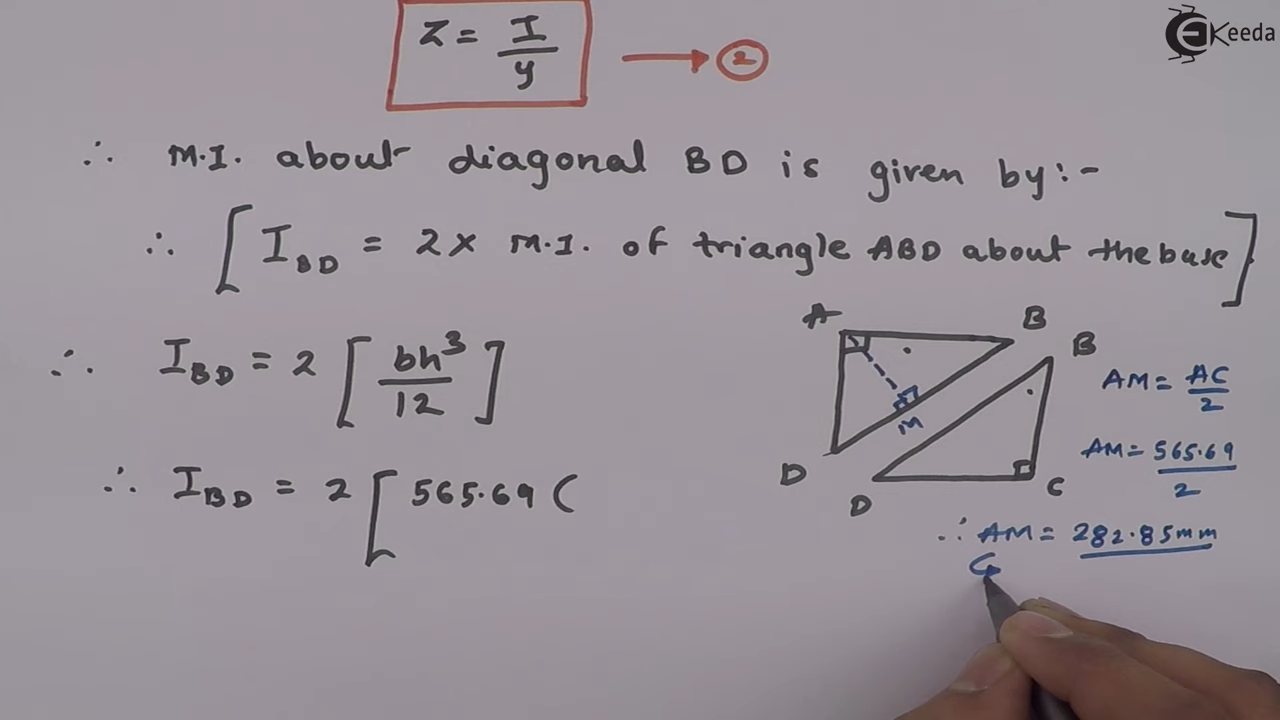 Keeda
Z = I/y → 2
∴ M.I. about diagonal BD is given by:-
∴ [ I_BD = 2 x M.I. of triangle ABD about the base ]
∴ I_BD = 2 [ bh³/12 ]
∴ I_BD = 2 [ 565.69 (
A B
D M
B
D C
AM = AC/2
AM = 565.69/2
∴ AM = 282.85mm